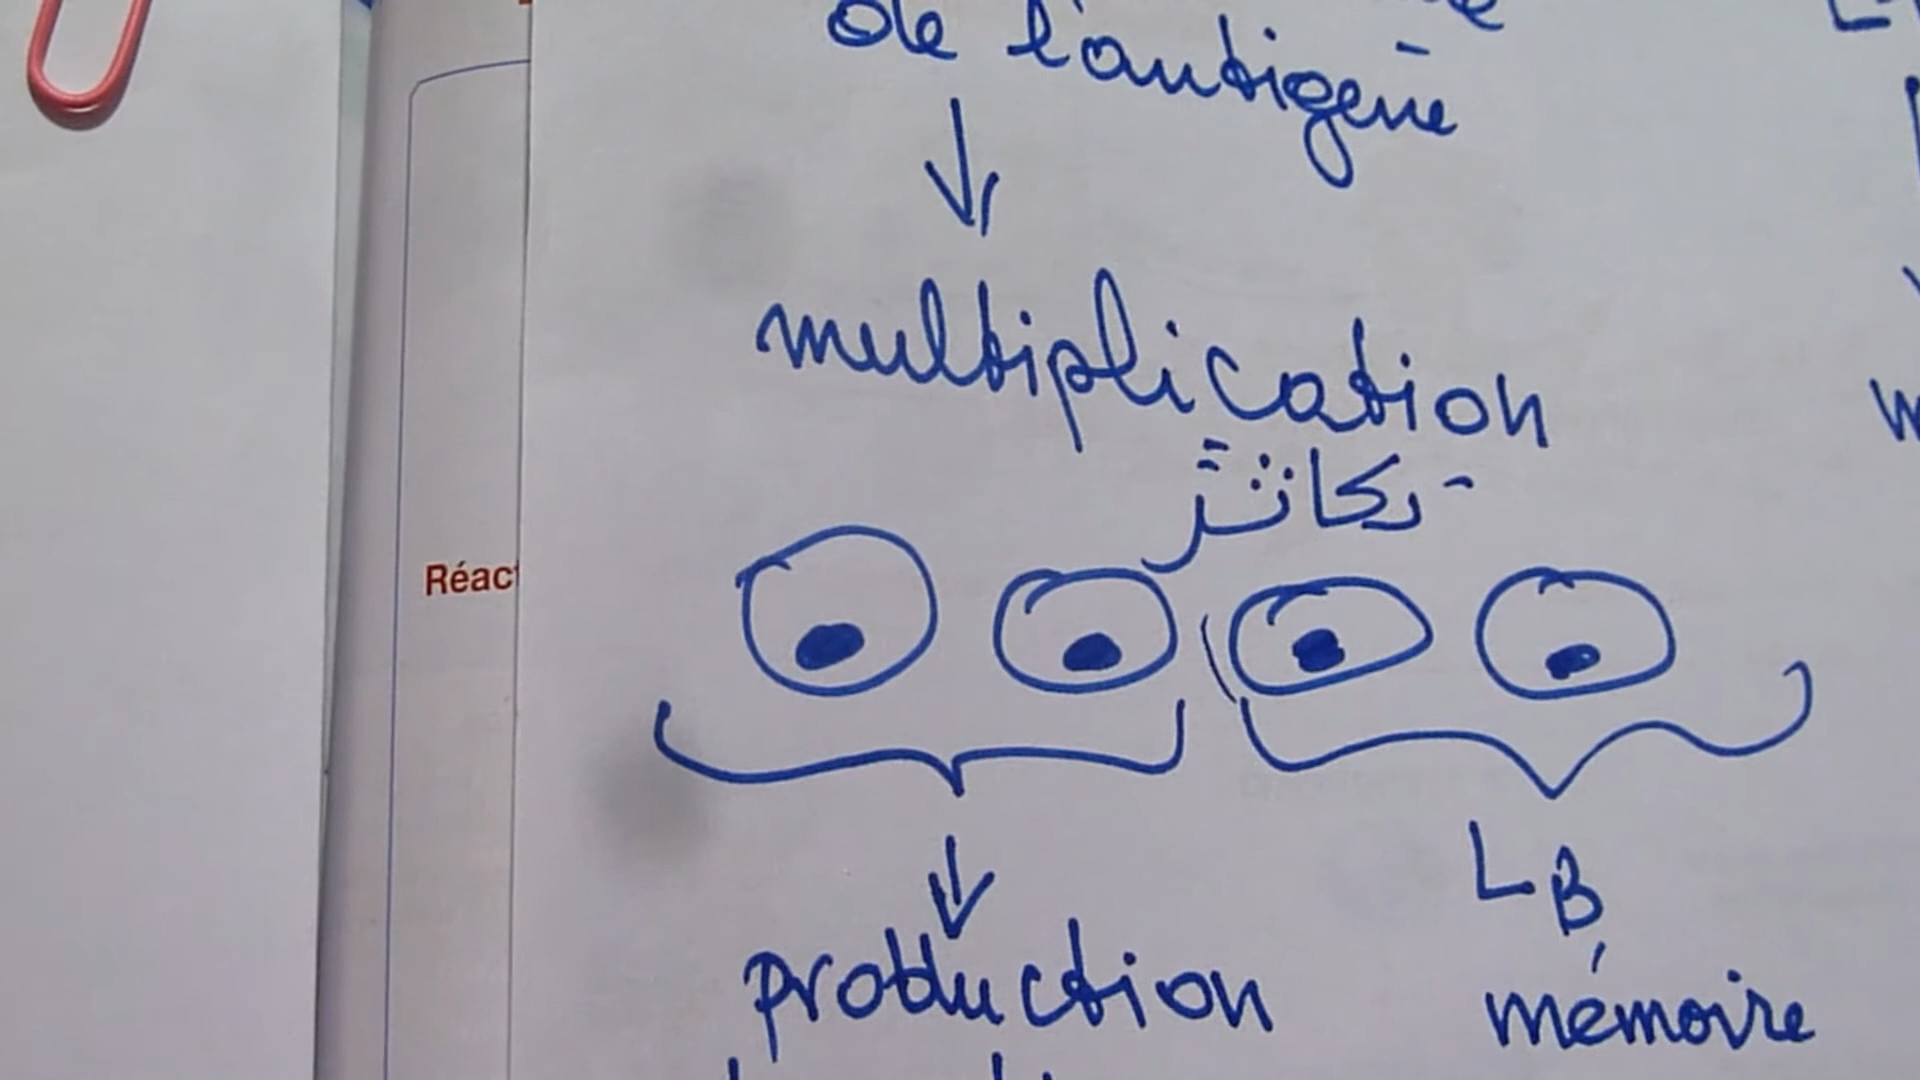 de l'antigène
multiplication
تكاثر
Réact
LB
production
mémoire